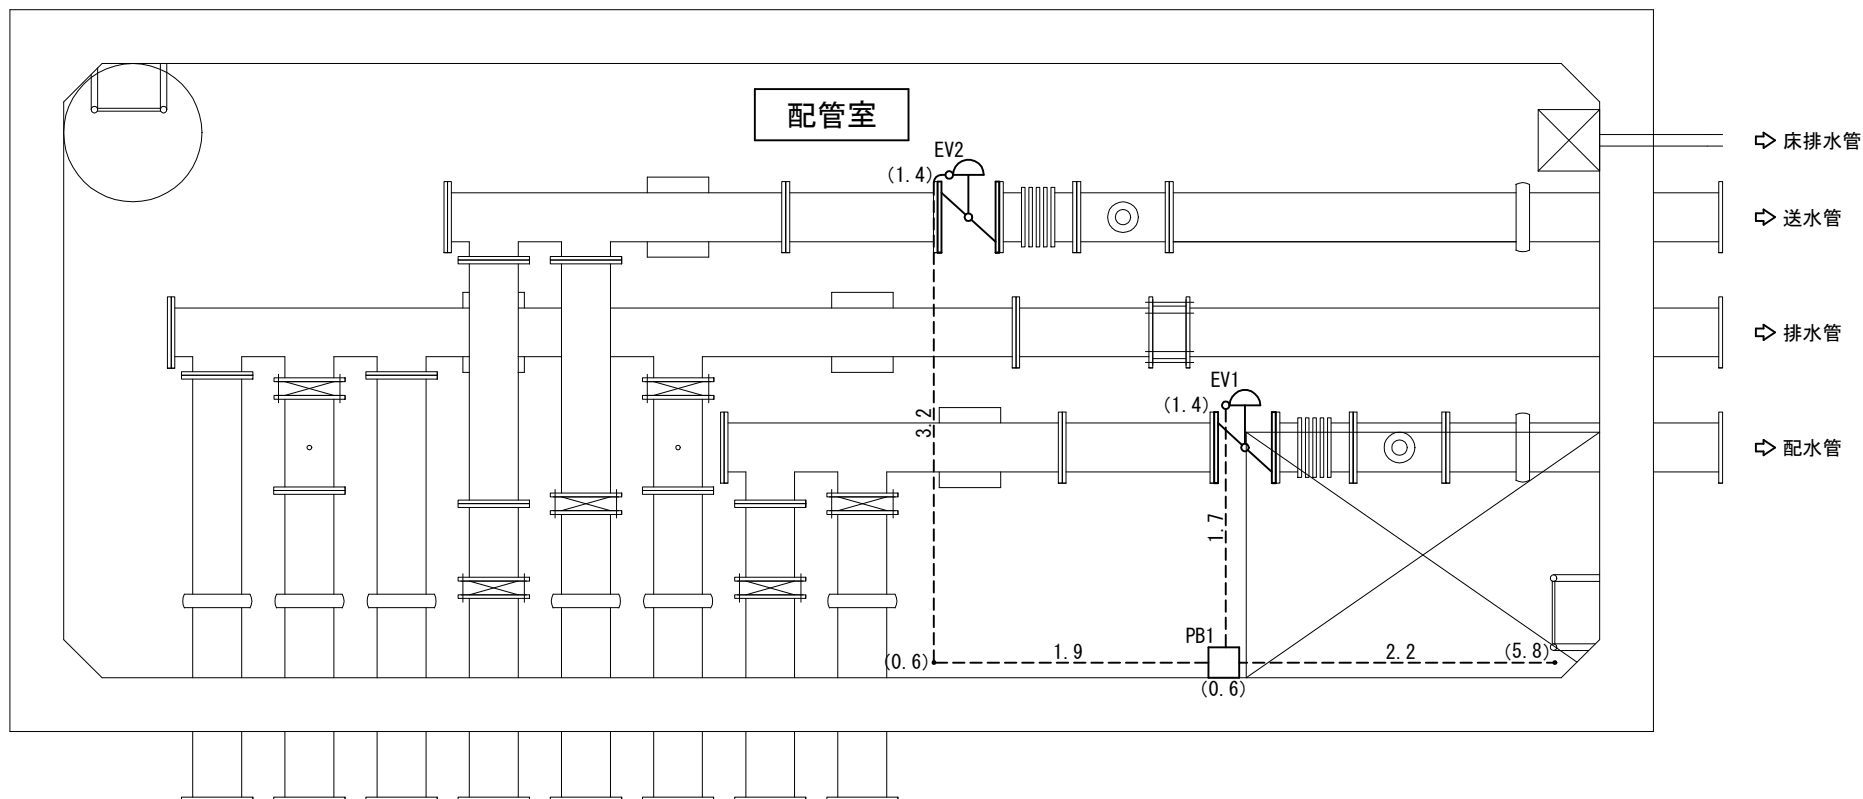 配管室
床排水管
EV2
(1.4)
送水管
排水管
EV1
(1.4)
3.2
配水管
1.7
PB1
(0.6)
1.9
2.2
(5.8)
(0.6)